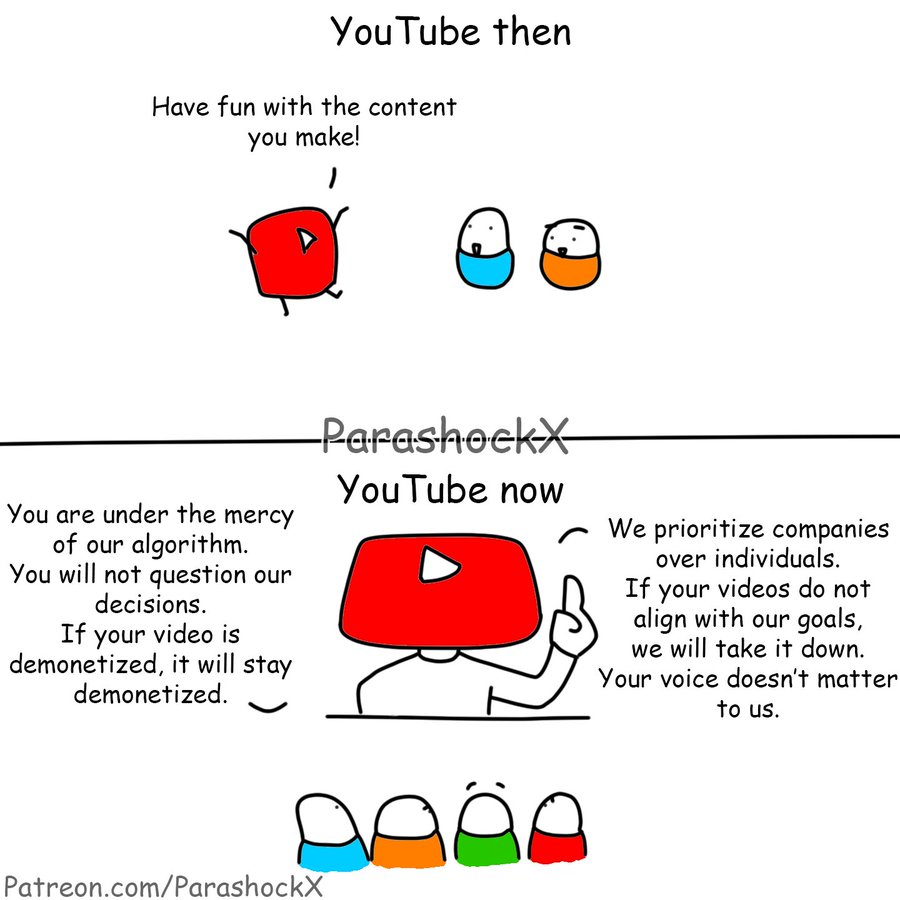 YouTube then
Have fun with the content
you make!
ParashockX
YouTube now
You are under the mercy
of our algorithm.
You will not question our
decisions.
If your video is
demonetized, it will stay
demonetized.
We prioritize companies
over individuals.
If your videos do not
align with our goals,
we will take it down.
Your voice doesn't matter
to us.
Patreon.com/ParashockX